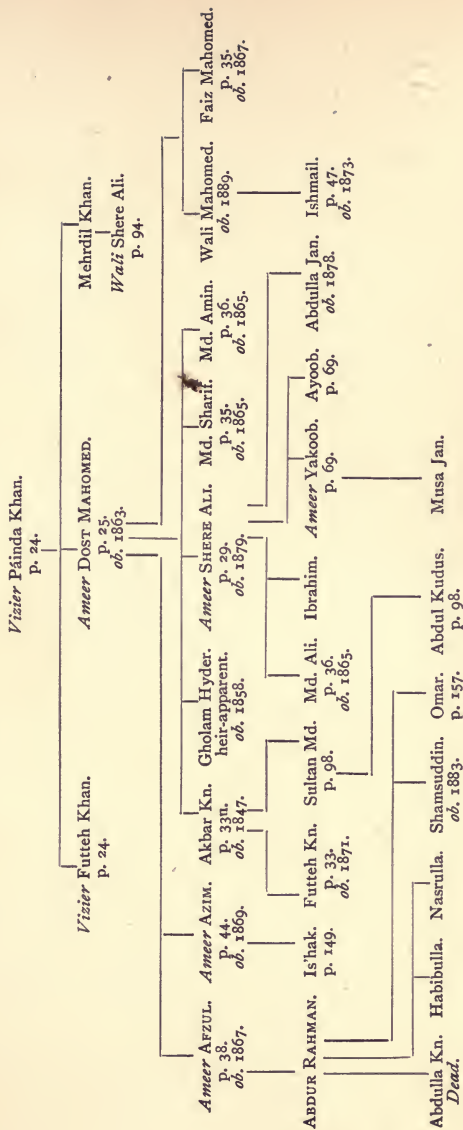 Vizier Páinda Khan.
p. 24.
Vizier Futteh Khan.
p. 24.
Ameer DOST MAHOMED.
p. 25.
ob. 1863.
Mehrdil Khan.
Wali Shere Ali.
p. 94.
Ameer AFZUL.
p. 38.
ob. 1867.
Ameer AZIM.
p. 44.
ob. 1869.
Akbar Kn.
p. 33n.
ob. 1847.
Gholam Hyder.
heir-apparent.
ob. 1858.
Ameer SHERE ALI.
p. 29.
ob. 1879.
Md. Sharif.
p. 35.
ob. 1865.
Md. Amin.
p. 36.
ob. 1865.
Wali Mahomed.
ob. 1889.
Faiz Mahomed.
p. 35.
ob. 1867.
ABDUR RAHMAN.
Is'hak.
p. 149.
Futteh Kn.
p. 33.
ob. 1871.
Sultan Md.
p. 98.
Md. Ali.
p. 36.
ob. 1865.
Ibrahim.
Ameer Yakoob.
p. 69.
Ayoob.
p. 69.
Abdulla Jan.
ob. 1878.
Ishmail.
p. 47.
ob. 1873.
Abdulla Kn.
Dead.
Habibulla.
Nasrulla.
Shamsuddin.
ob. 1883.
Omar.
p. 157.
Abdul Kudus.
p. 98.
Musa Jan.